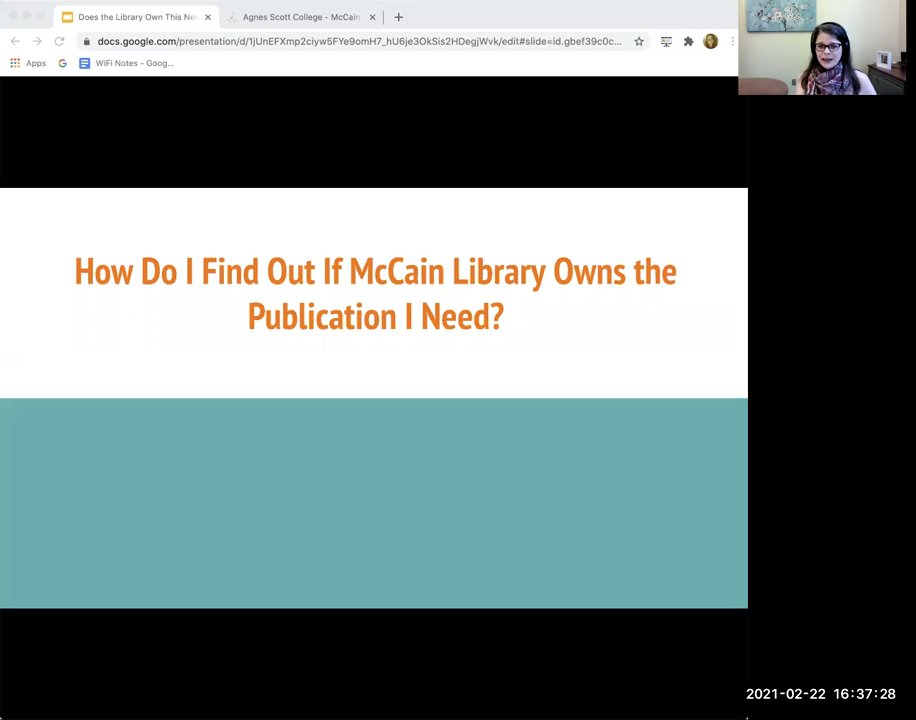 Does the Library Own This Ne
Agnes Scott College - McCain
docs.google.com/presentation/d/1jUnEFXmp2ciyw5FYe9omH7_hU6je3OkSis2HDegjWvk/edit#slide=id.gbef39c0c...
Apps
WiFi Notes - Goog...
How Do I Find Out If McCain Library Owns the
Publication I Need?
2021-02-22 16:37:28